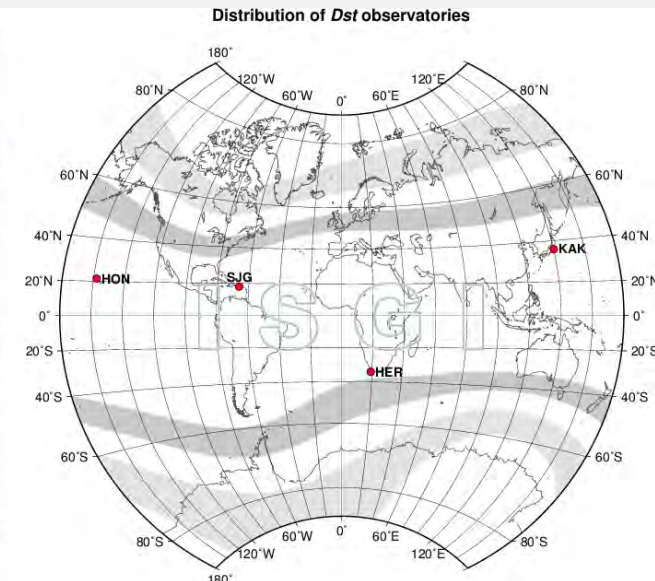 Distribution of Dst observatories
180°
120°W 120°E
60°W 0° 60°E
80°N 80°N
60°N 60°N
40°N 40°N
KAK
HON SJG
20°N 20°N
ISGI
0° 0°
20°S 20°S
HER
40°S 40°S
60°S 60°S
80°S 80°S
60°W 0° 60°E
120°W 120°E
180°